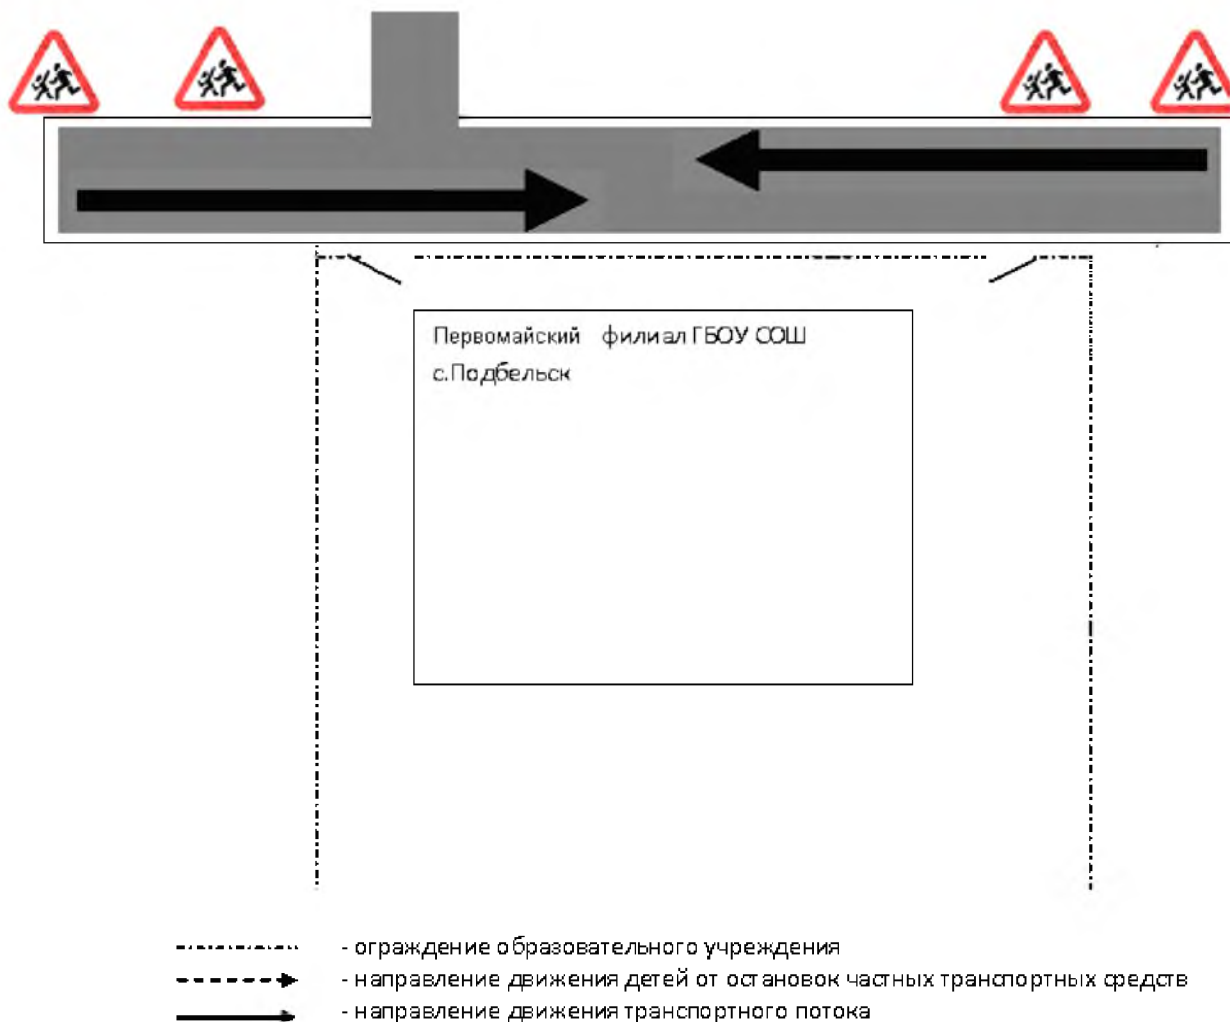 Первомайский филиал ГБОУ СОШ
с.Подбельск
- ограждение образовательного учреждения
- направление движения детей от остановок частных транспортных средств
- направление движения транспортного потока